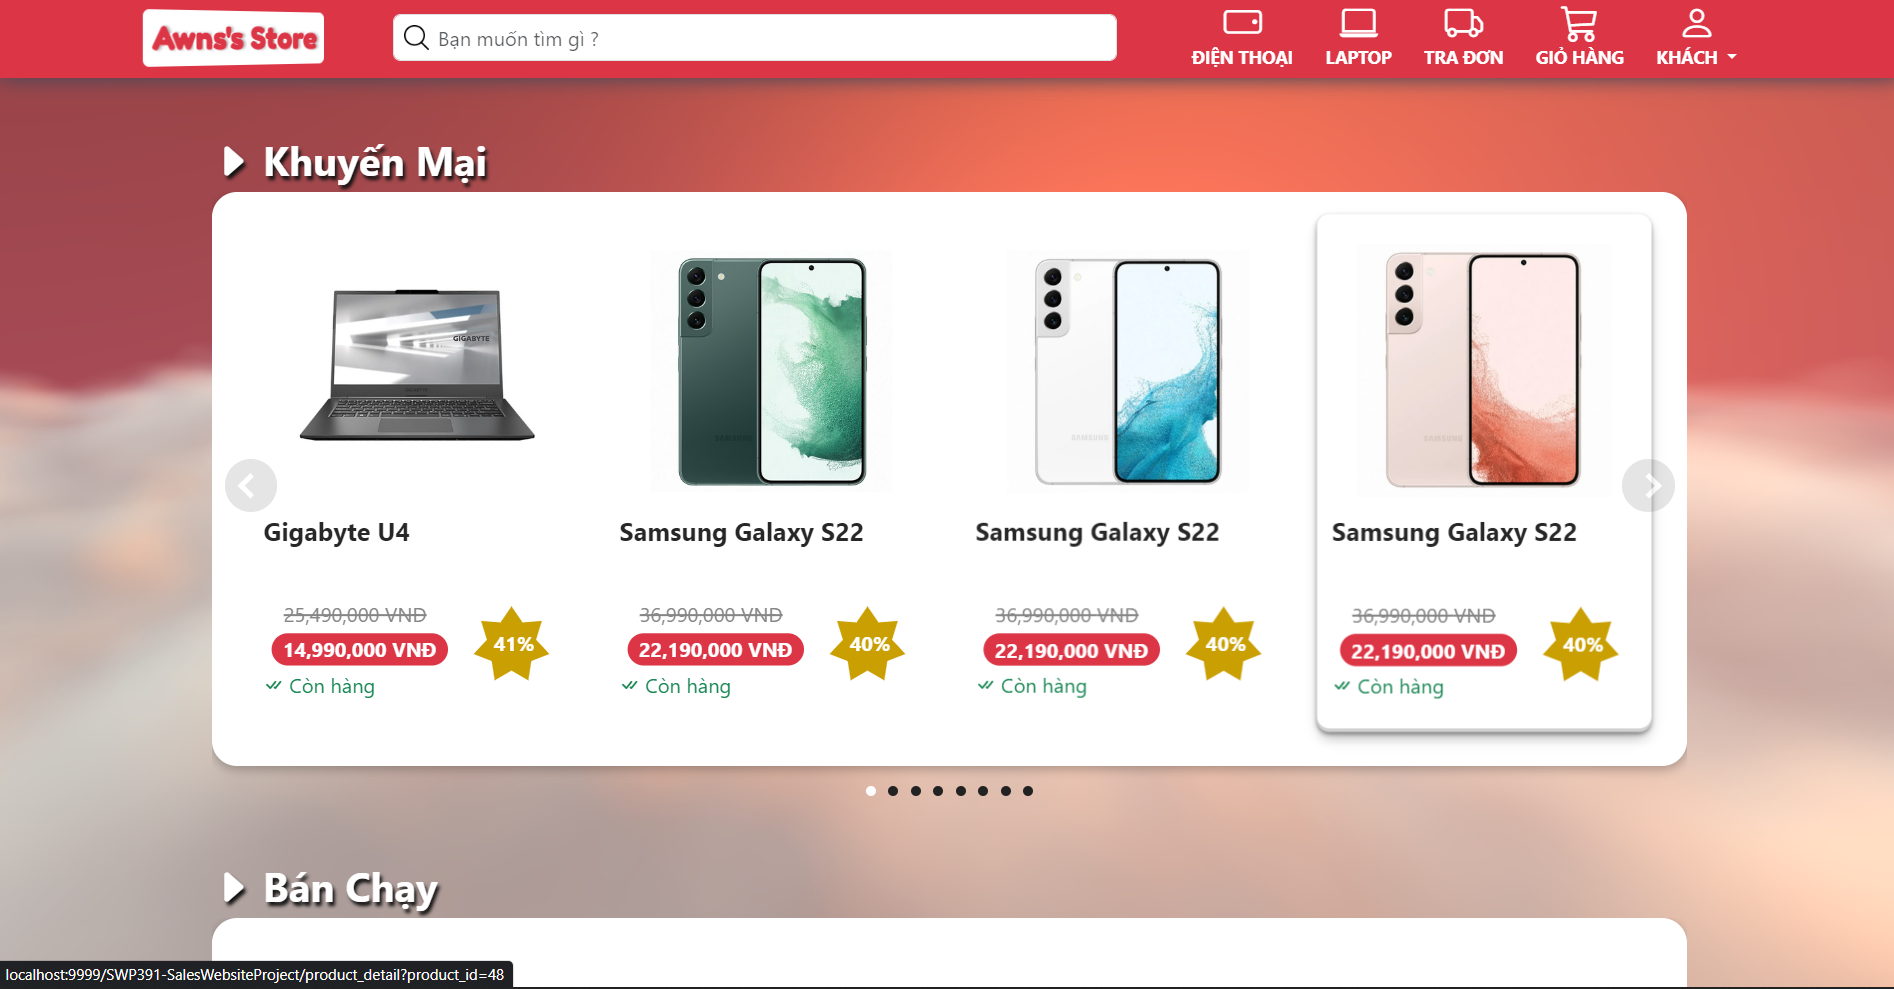 Awns's Store
Bạn muốn tìm gì ?
ĐIỆN THOẠI
LAPTOP
TRA ĐƠN
GIỎ HÀNG
KHÁCH
Khuyến Mại
GIGABYTE
SAMSUNG
SAMSUNG
SAMSUNG
Gigabyte U4
Samsung Galaxy S22
Samsung Galaxy S22
Samsung Galaxy S22
25,490,000 VNĐ
14,990,000 VNĐ
41%
Còn hàng
36,990,000 VNĐ
22,190,000 VNĐ
40%
Còn hàng
36,990,000 VNĐ
22,190,000 VNĐ
40%
Còn hàng
36,990,000 VNĐ
22,190,000 VNĐ
40%
Còn hàng
Bán Chạy
localhost:9999/SWP391-SalesWebsiteProject/product_detail?product_id=48